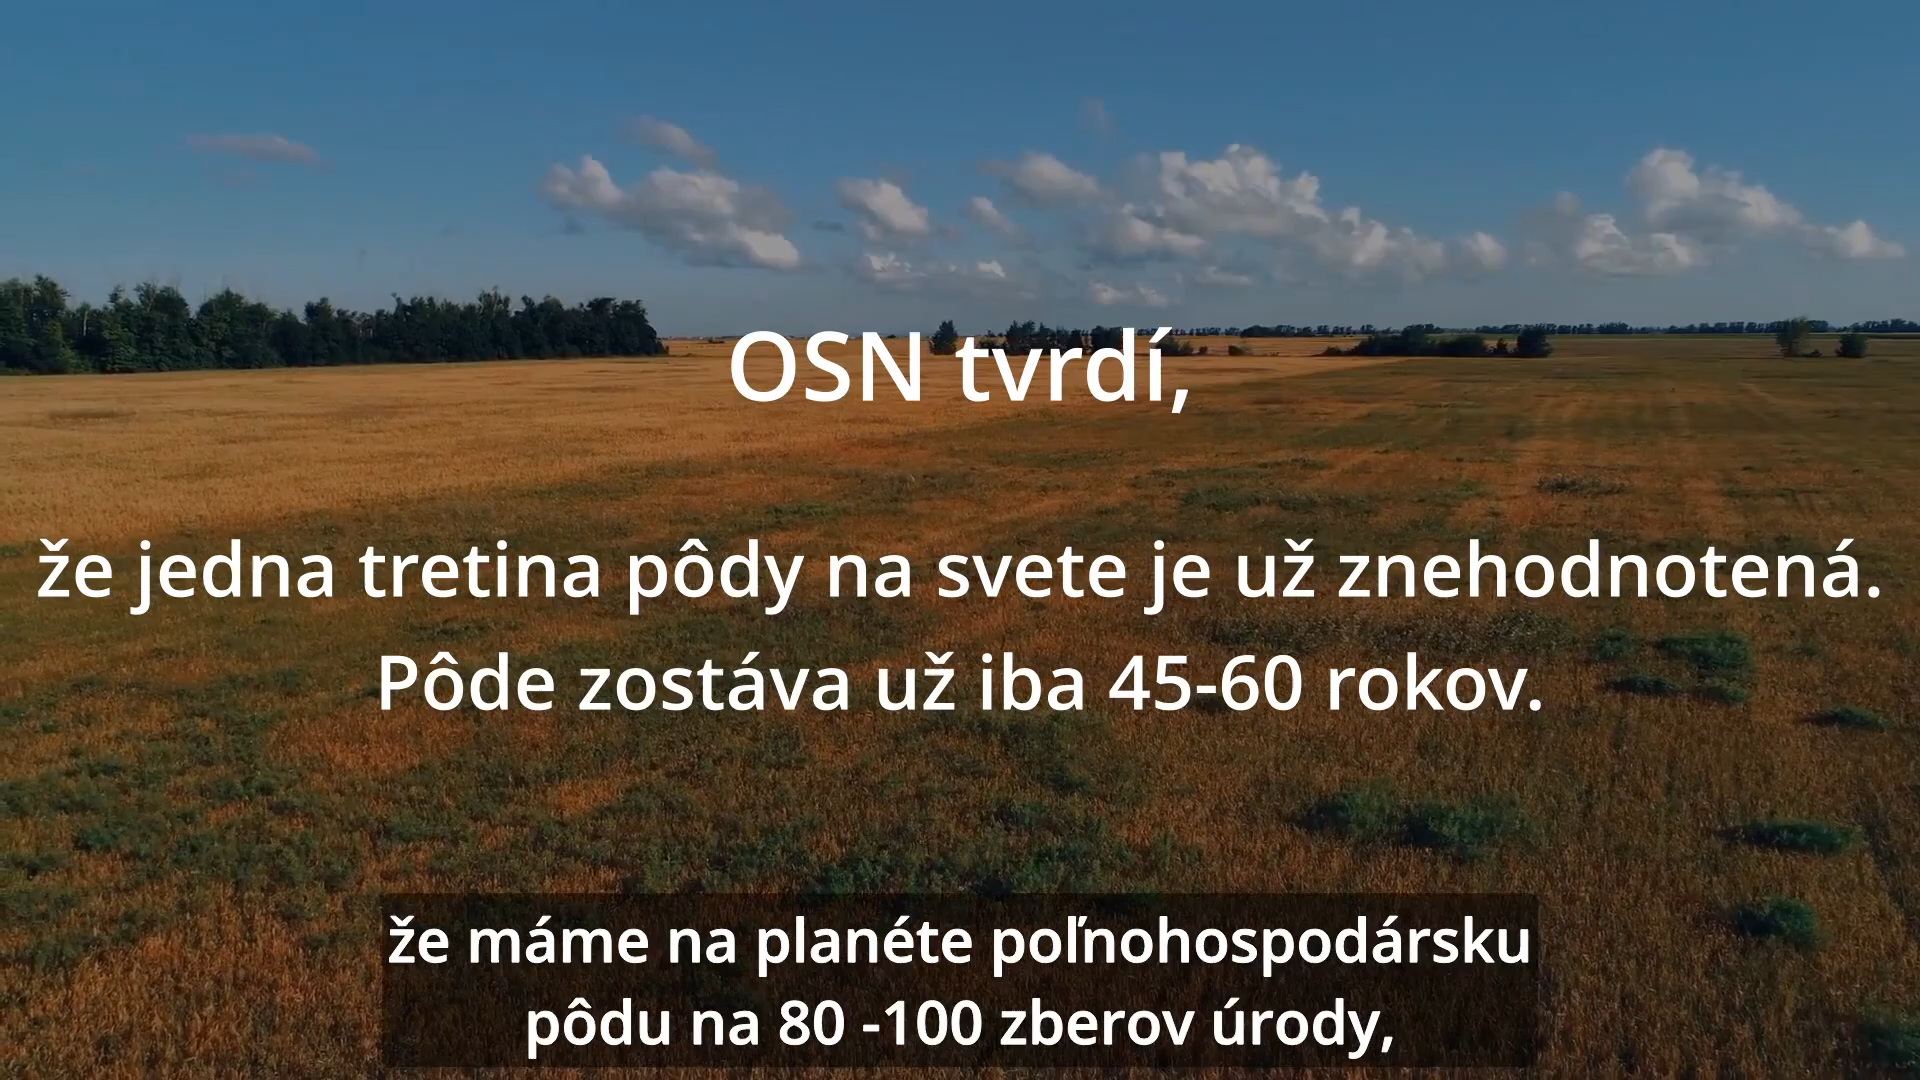 OSN tvrdí,
že jedna tretina pôdy na svete je už znehodnotená.
Pôde zostáva už iba 45-60 rokov.
že máme na planéte poľnohospodársku
pôdu na 80 -100 zberov úrody,